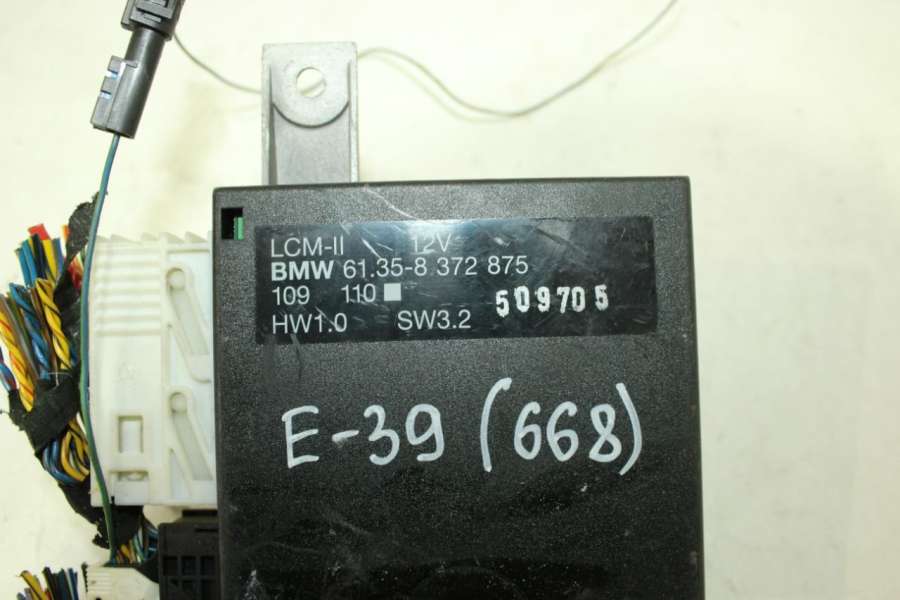 LCM-II 12V
BMW 61.35-8 372 875
109 110 509705
HW1.0 SW3.2
E-39 (668)